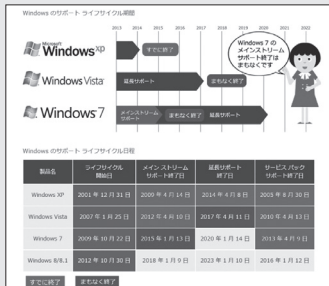 Windows のサポート ライフサイクル期間
2013 2014 2015 2016 2017 2018 2019 2020 2021 2022
Microsoft
Windows xp
すでに終了
Windows 7 の
メインストリーム
サポート終了は
まもなくです
Windows Vista
延長サポート
まもなく終了
Windows 7
メインストリーム
サポート
まもなく終了
延長サポート
Windows のサポート ライフサイクル日程
製品名 ライフサイクル開始日 メイン ストリームサポート終了日 延長サポート終了日 サービス パックサポート終了日
Windows XP 2001 年 12 月 31 日 2009 年 4 月 14 日 2014 年 4 月 8 日 2005 年 8 月 30 日
Windows Vista 2007 年 1 月 25 日 2012 年 4 月 10 日 2017 年 4 月 11 日 2010 年 4 月 13 日
Windows 7 2009 年 10 月 22 日 2015 年 1 月 13 日 2020 年 1 月 14 日 2013 年 4 月 9 日
Windows 8/8.1 2012 年 10 月 30 日 2018 年 1 月 9 日 2023 年 1 月 10 日 2016 年 1 月 12 日
すでに終了 まもなく終了